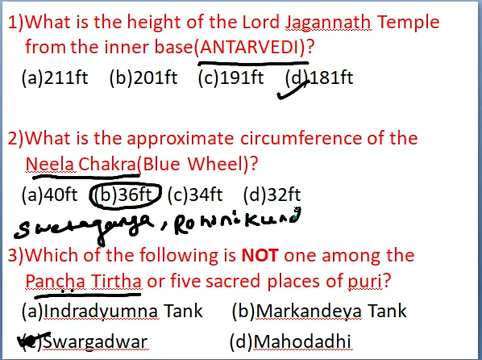 1)What is the height of the Lord Jagannath Temple
from the inner base(ANTARVEDI)?
(a)211ft (b)201ft (c)191ft (d)181ft
2)What is the approximate circumference of the
Neela Chakra(Blue Wheel)?
(a)40ft (b)36ft (c)34ft (d)32ft
Swetaganga, Rohinikund
3)Which of the following is NOT one among the
Pancha Tirtha or five sacred places of puri?
(a)Indradyumna Tank (b)Markandeya Tank
(c)Swargadwar (d)Mahodadhi